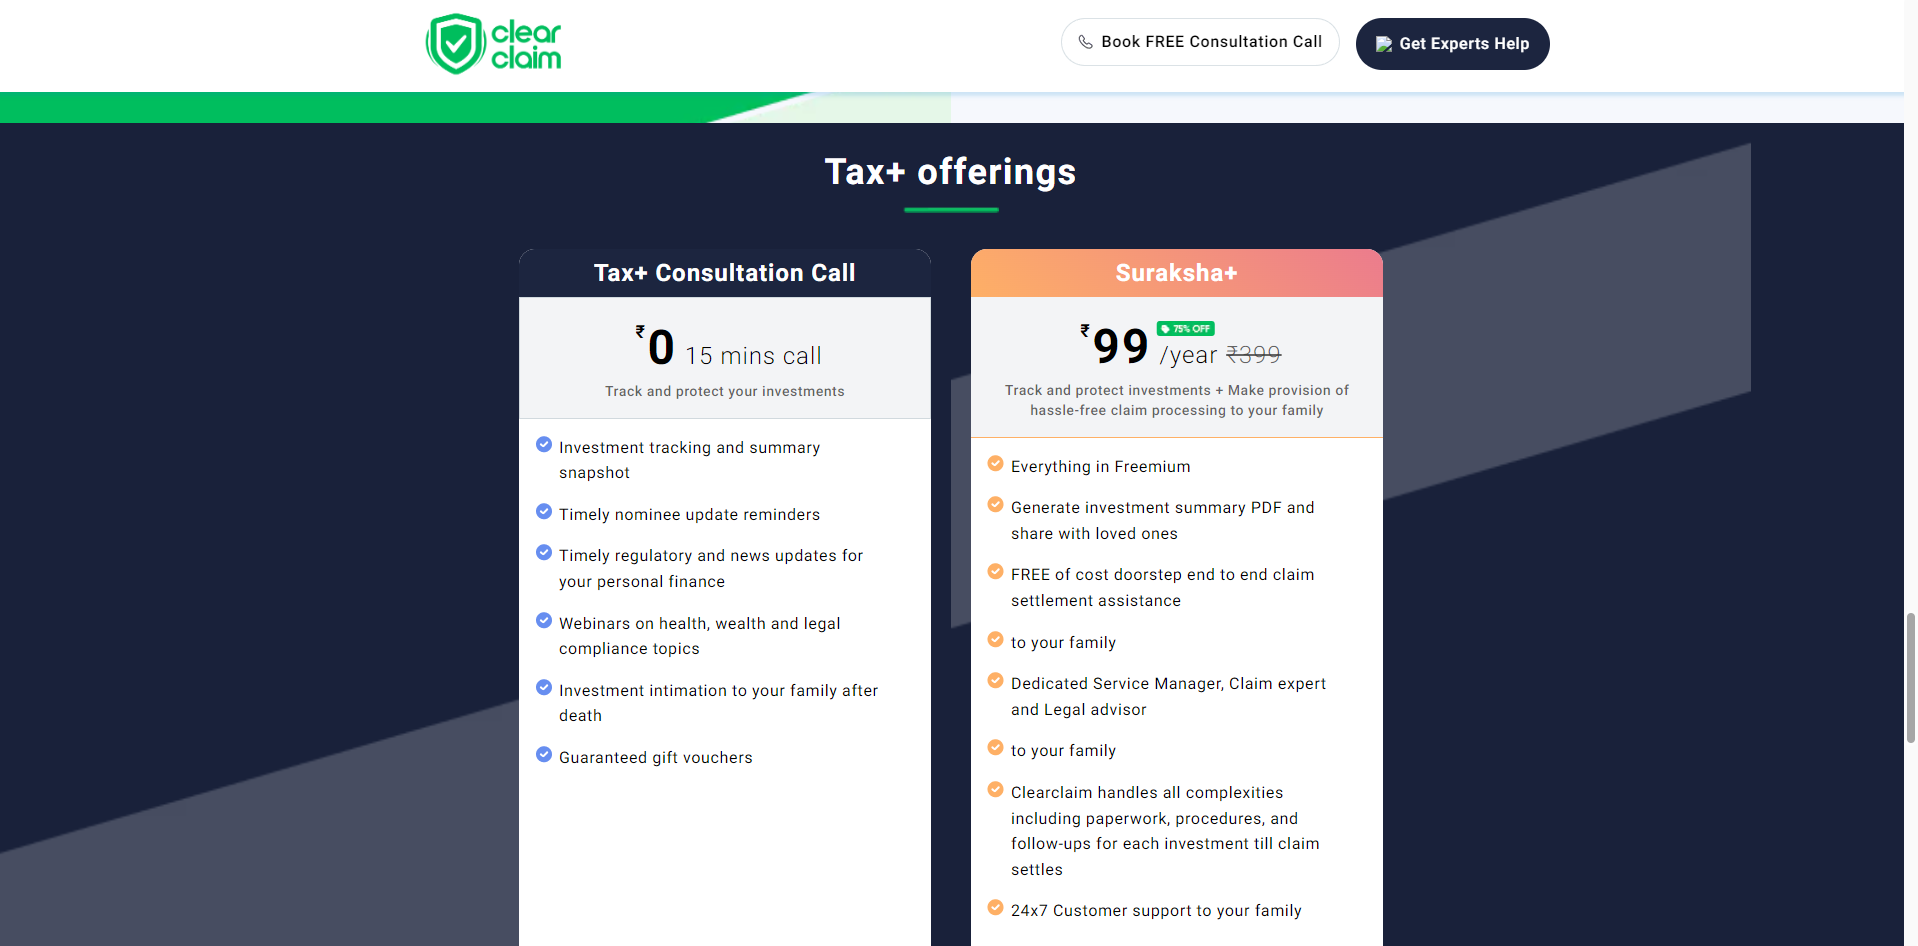 clear
claim
Book FREE Consultation Call
Get Experts Help
Tax+ offerings
Tax+ Consultation Call
₹0 15 mins call
Track and protect your investments
Investment tracking and summary
snapshot
Timely nominee update reminders
Timely regulatory and news updates for
your personal finance
Webinars on health, wealth and legal
compliance topics
Investment intimation to your family after
death
Guaranteed gift vouchers
Suraksha+
75% OFF
₹99 /year ₹399
Track and protect investments + Make provision of
hassle-free claim processing to your family
Everything in Freemium
Generate investment summary PDF and
share with loved ones
FREE of cost doorstep end to end claim
settlement assistance
to your family
Dedicated Service Manager, Claim expert
and Legal advisor
to your family
Clearclaim handles all complexities
including paperwork, procedures, and
follow-ups for each investment till claim
settles
24x7 Customer support to your family